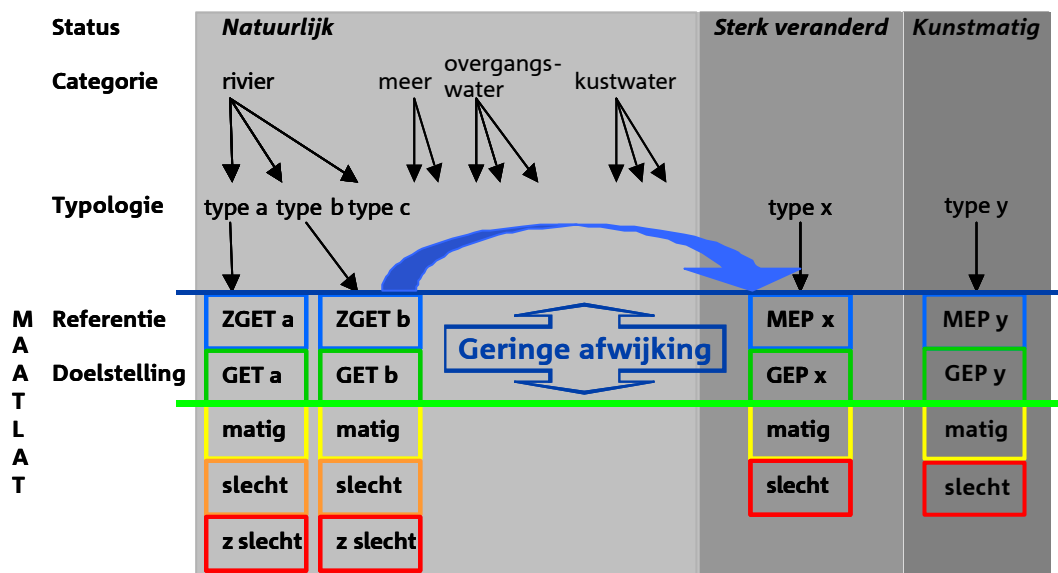 Status Natuurlijk Sterk veranderd Kunstmatig
Categorie rivier meer overgangs-
water kustwater
Typologie type a type b type c type x type y
Referentie ZGET a ZGET b MEP x MEP y
Geringe afwijking
Doelstelling GET a GET b GEP x GEP y
matig matig matig matig
slecht slecht slecht slecht
z slecht z slecht
M
A
A
T
L
A
T